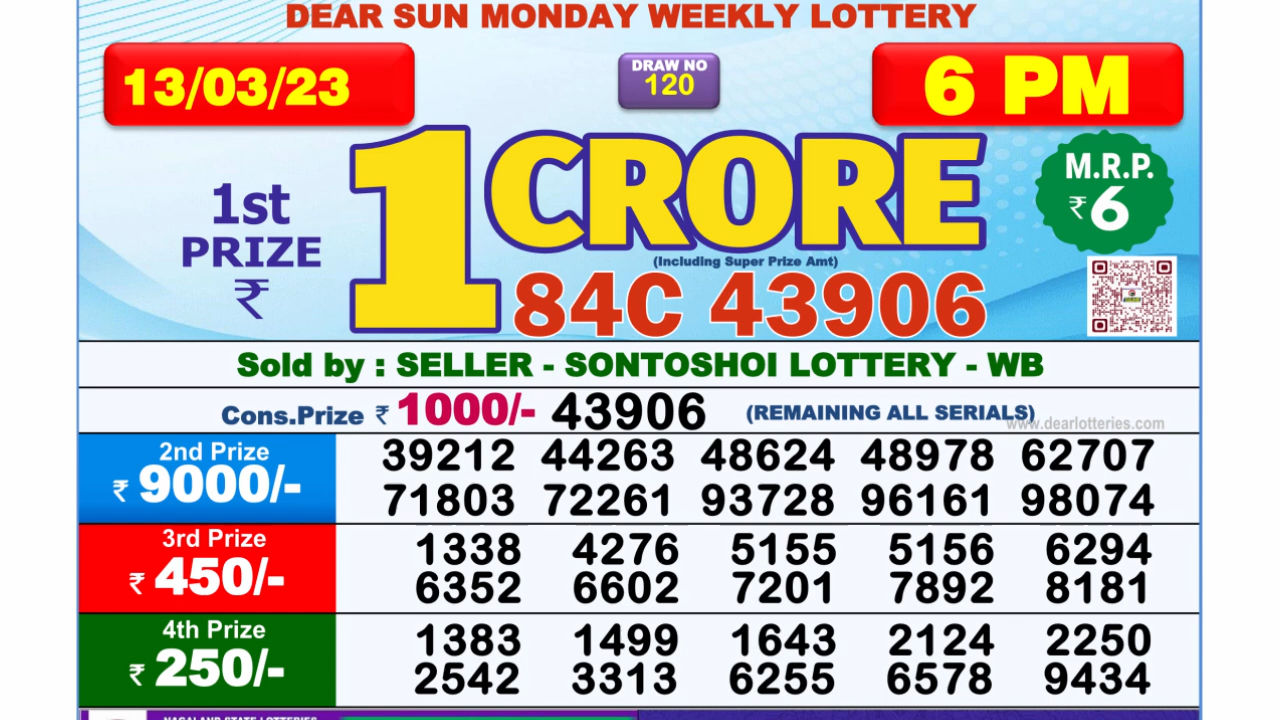 DEAR SUN MONDAY WEEKLY LOTTERY
13/03/23
DRAW NO
120
6 PM
1st
PRIZE
₹
1 CRORE
(Including Super Prize Amt)
84C 43906
M.R.P.
₹6
Sold by : SELLER - SONTOSHOI LOTTERY - WB
Cons.Prize ₹ 1000/- 43906 (REMAINING ALL SERIALS)
www.dearlotteries.com
2nd Prize
₹ 9000/-
39212 44263 48624 48978 62707
71803 72261 93728 96161 98074
3rd Prize
₹ 450/-
1338 4276 5155 5156 6294
6352 6602 7201 7892 8181
4th Prize
₹ 250/-
1383 1499 1643 2124 2250
2542 3313 6255 6578 9434
NAGALAND STATE LOTTERIES